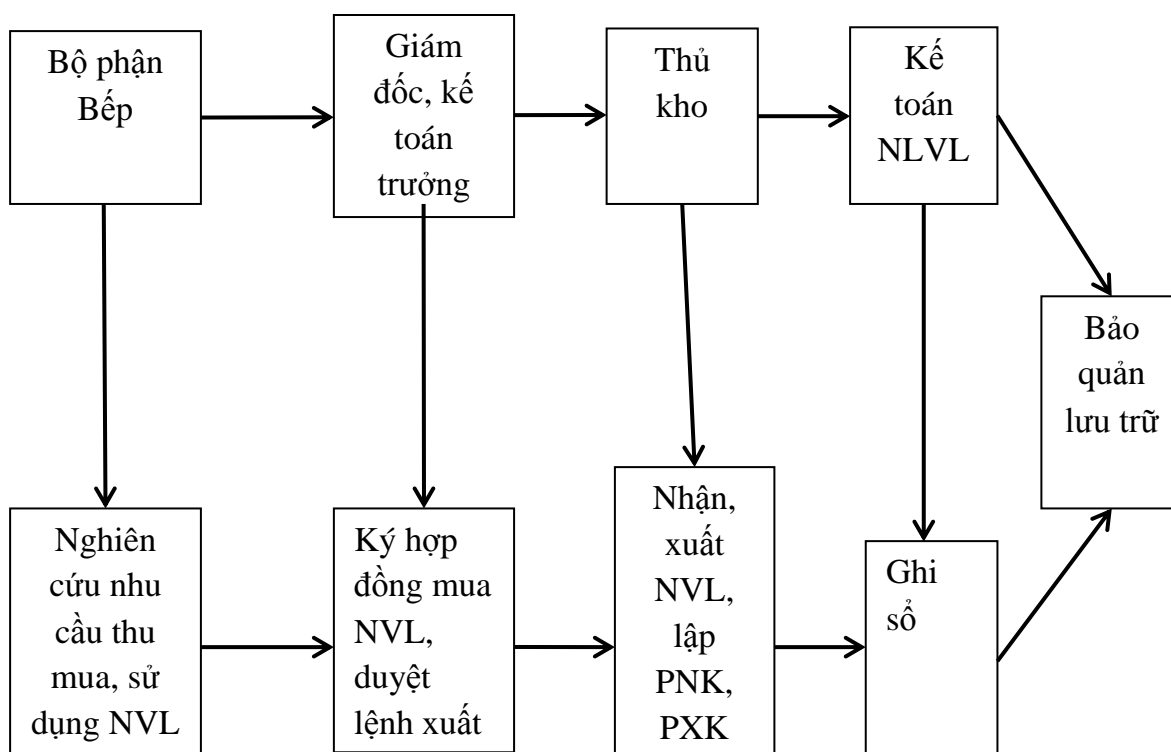 Bộ phận
Bếp
Giám
đốc, kế
toán
trưởng
Thủ
kho
Kế
toán
NLVL
Bảo
quản
lưu trữ
Nghiên
cứu nhu
cầu thu
mua, sử
dụng NVL
Ký hợp
đồng mua
NVL,
duyệt
lệnh xuất
Nhận,
xuất
NVL,
lập
PNK,
PXK
Ghi
sổ